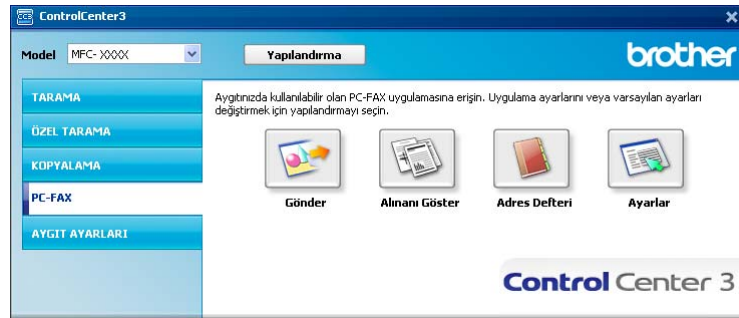 CC3 ControlCenter3
Model MFC- XXXX Yapılandırma brother
TARAMA
ÖZEL TARAMA
KOPYALAMA
PC-FAX
AYGIT AYARLARI
Aygıtınızda kullanılabilir olan PC-FAX uygulamasına erişin. Uygulama ayarlarını veya varsayılan ayarları
değiştirmek için yapılandırmayı seçin.
Gönder Alınanı Göster Adres Defteri Ayarlar
Control Center 3